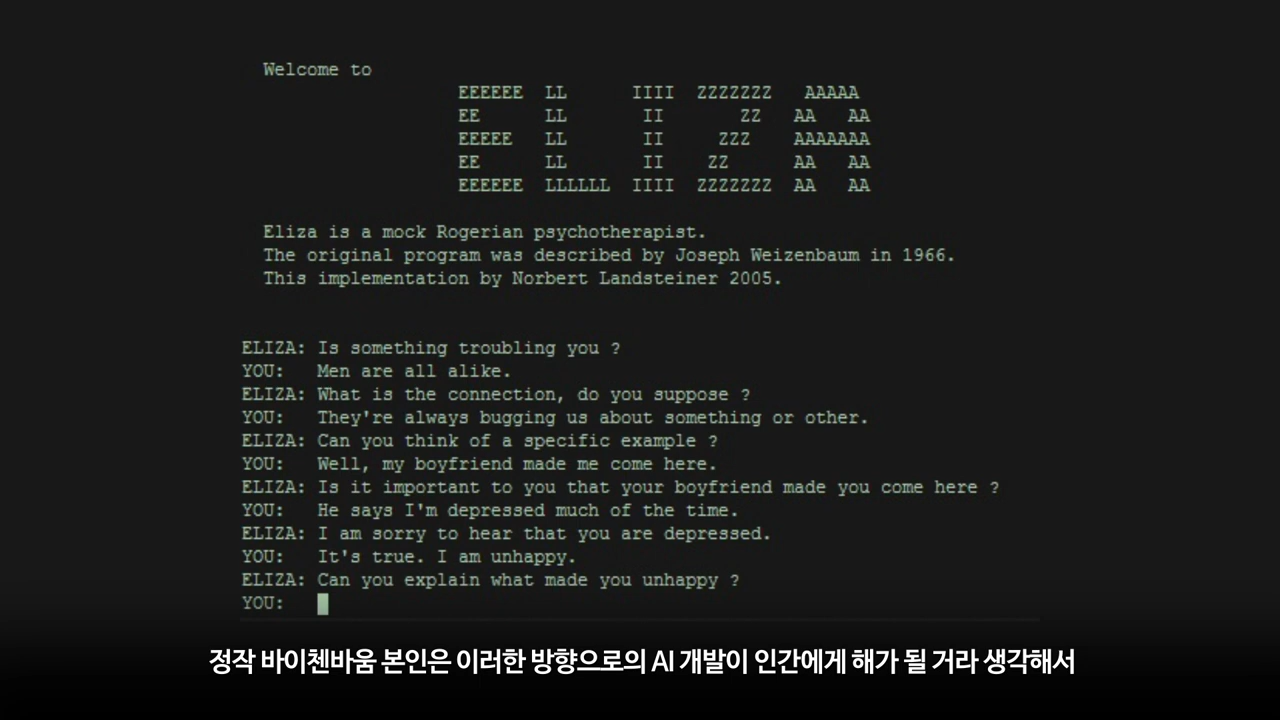 Welcome to
EEEEEE LL IIII ZZZZZZZ AAAAA
EE LL II ZZ AA AA
EEEEE LL II ZZZ AAAAAAA
EE LL II ZZ AA AA
EEEEEE LLLLLL IIII ZZZZZZZ AA AA
Eliza is a mock Rogerian psychotherapist.
The original program was described by Joseph Weizenbaum in 1966.
This implementation by Norbert Landsteiner 2005.
ELIZA: Is something troubling you ?
YOU: Men are all alike.
ELIZA: What is the connection, do you suppose ?
YOU: They're always bugging us about something or other.
ELIZA: Can you think of a specific example ?
YOU: Well, my boyfriend made me come here.
ELIZA: Is it important to you that your boyfriend made you come here ?
YOU: He says I'm depressed much of the time.
ELIZA: I am sorry to hear that you are depressed.
YOU: It's true. I am unhappy.
ELIZA: Can you explain what made you unhappy ?
YOU:
정작 바이첸바움 본인은 이러한 방향으로의 AI 개발이 인간에게 해가 될 거라 생각해서